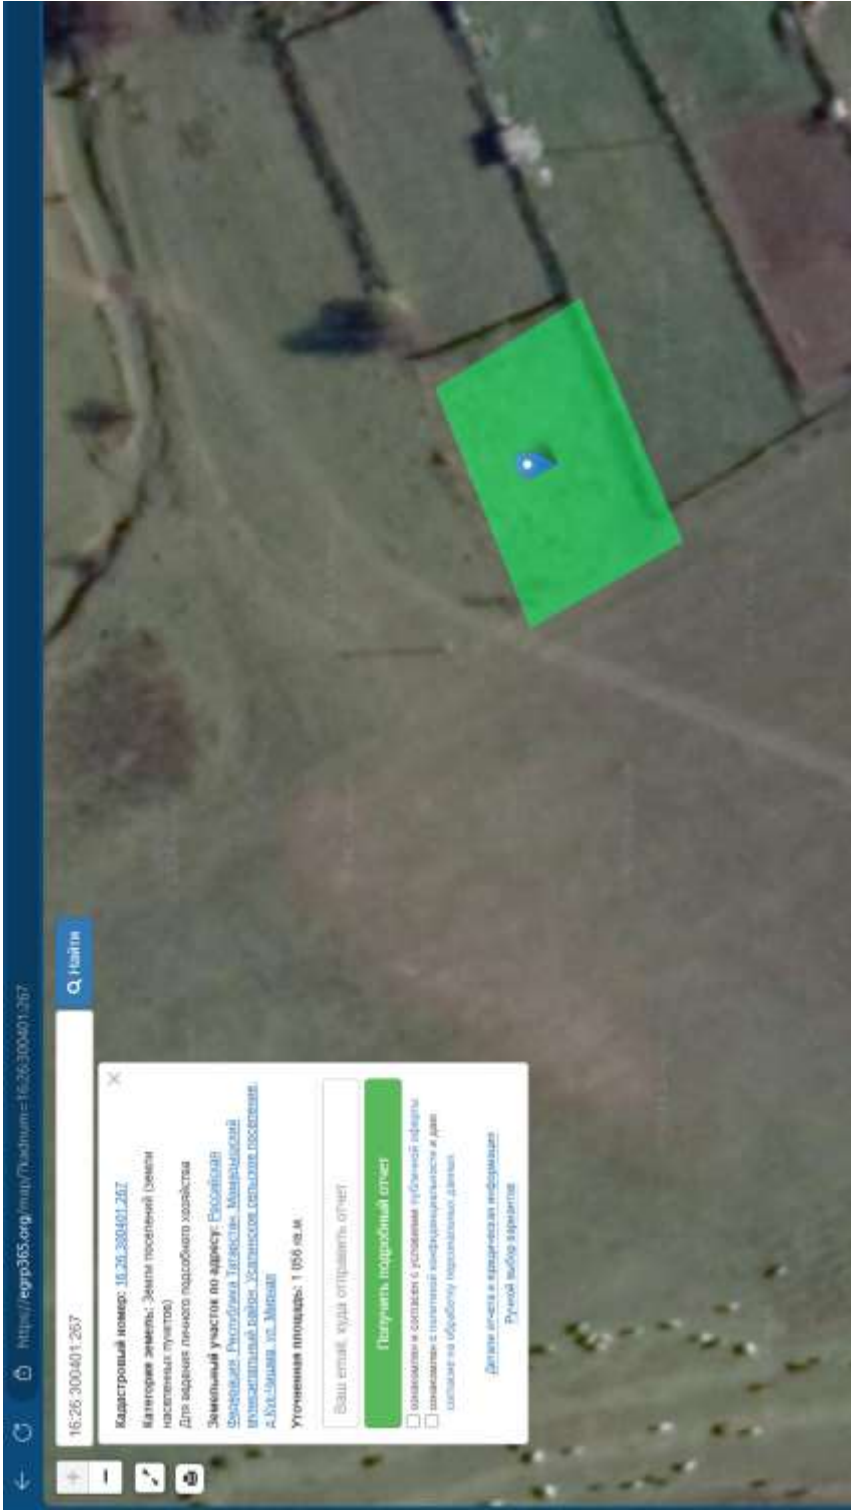 https://egrp365.org/map/?kadnum=16:26:300401:267
16:26:300401:267
Найти
Кадастровый номер: 16:26:300401:267
Категория земель: Земли поселений (земли
населенных пунктов)
Для ведения личного подсобного хозяйства
Земельный участок по адресу: Российская
Федерация, Республика Татарстан, Мамадышский
муниципальный район, Усалинское сельское поселение,
ул. Мирная
Уточненная площадь: 1 056 кв.м.
Ваш email, куда отправить отчет
Получить подробный отчет
ознакомлен и согласен с условиями публичной оферты
ознакомлен с политикой конфиденциальности и даю
согласие на обработку персональных данных
Детали отчета и юридическая информация
Ручной выбор вариантов